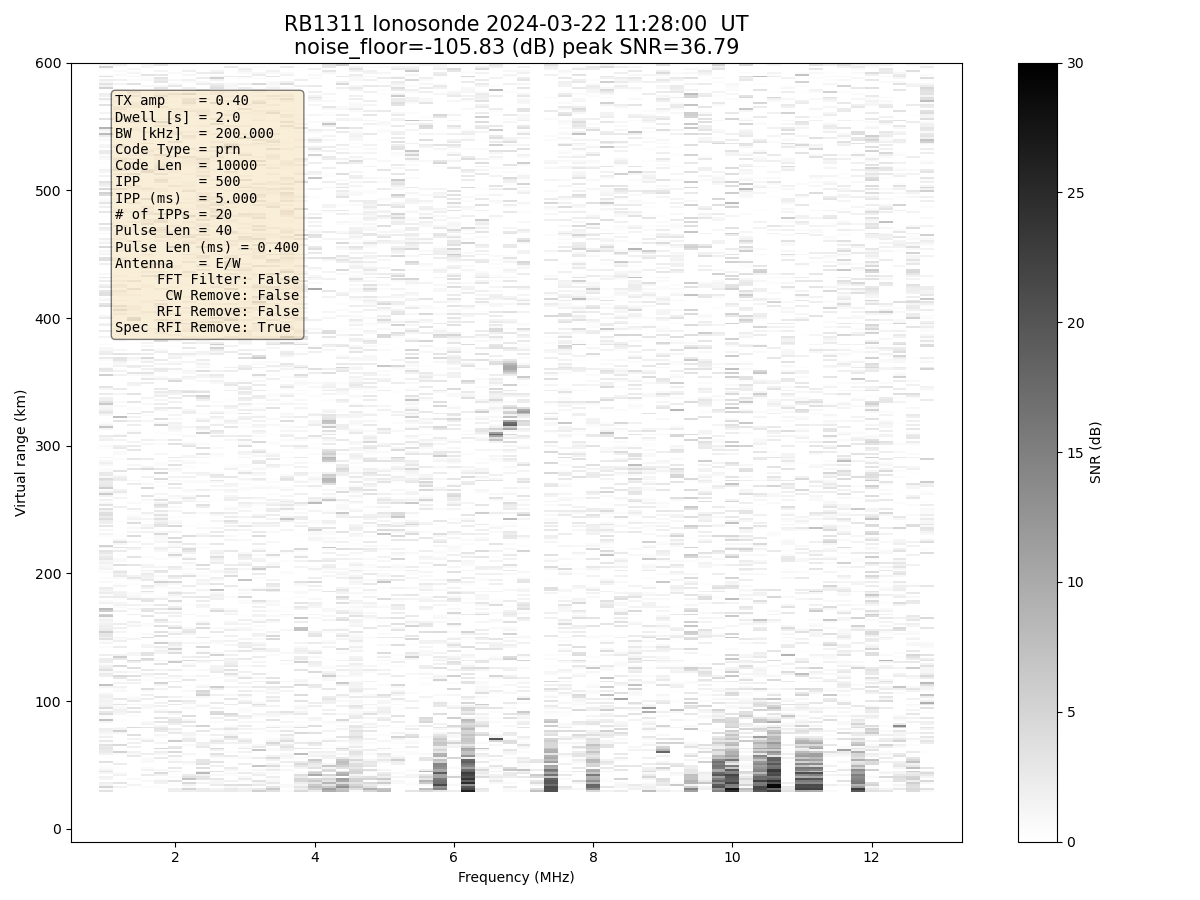 RB1311 Ionosonde 2024-03-22 11:28:00  UT
noise_floor=-105.83 (dB) peak SNR=36.79
TX amp    = 0.40
Dwell [s] = 2.0
BW [kHz]  = 200.000
Code Type = prn
Code Len  = 10000
IPP       = 500
IPP (ms)  = 5.000
# of IPPs = 20
Pulse Len = 40
Pulse Len (ms) = 0.400
Antenna   = E/W
FFT Filter: False
CW Remove: False
RFI Remove: False
Spec RFI Remove: True
Virtual range (km)
600
500
400
300
200
100
0
2 4 6 8 10 12
Frequency (MHz)
30
25
20
15
10
5
0
SNR (dB)